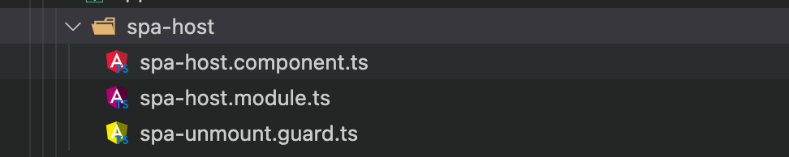 spa-host
spa-host.component.ts
spa-host.module.ts
spa-unmount.guard.ts